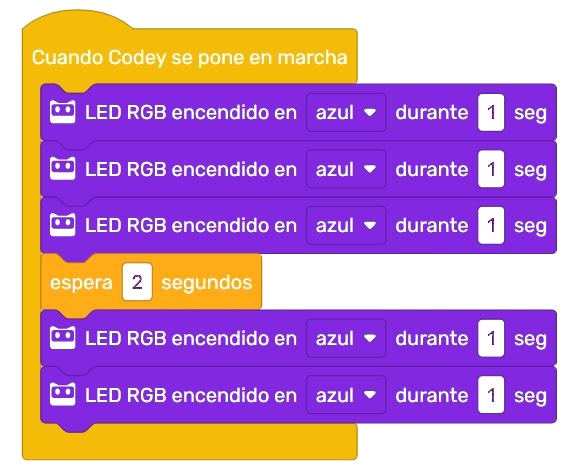 Cuando Codey se pone en marcha
LED RGB encendido en azul durante 1 seg
LED RGB encendido en azul durante 1 seg
LED RGB encendido en azul durante 1 seg
espera 2 segundos
LED RGB encendido en azul durante 1 seg
LED RGB encendido en azul durante 1 seg